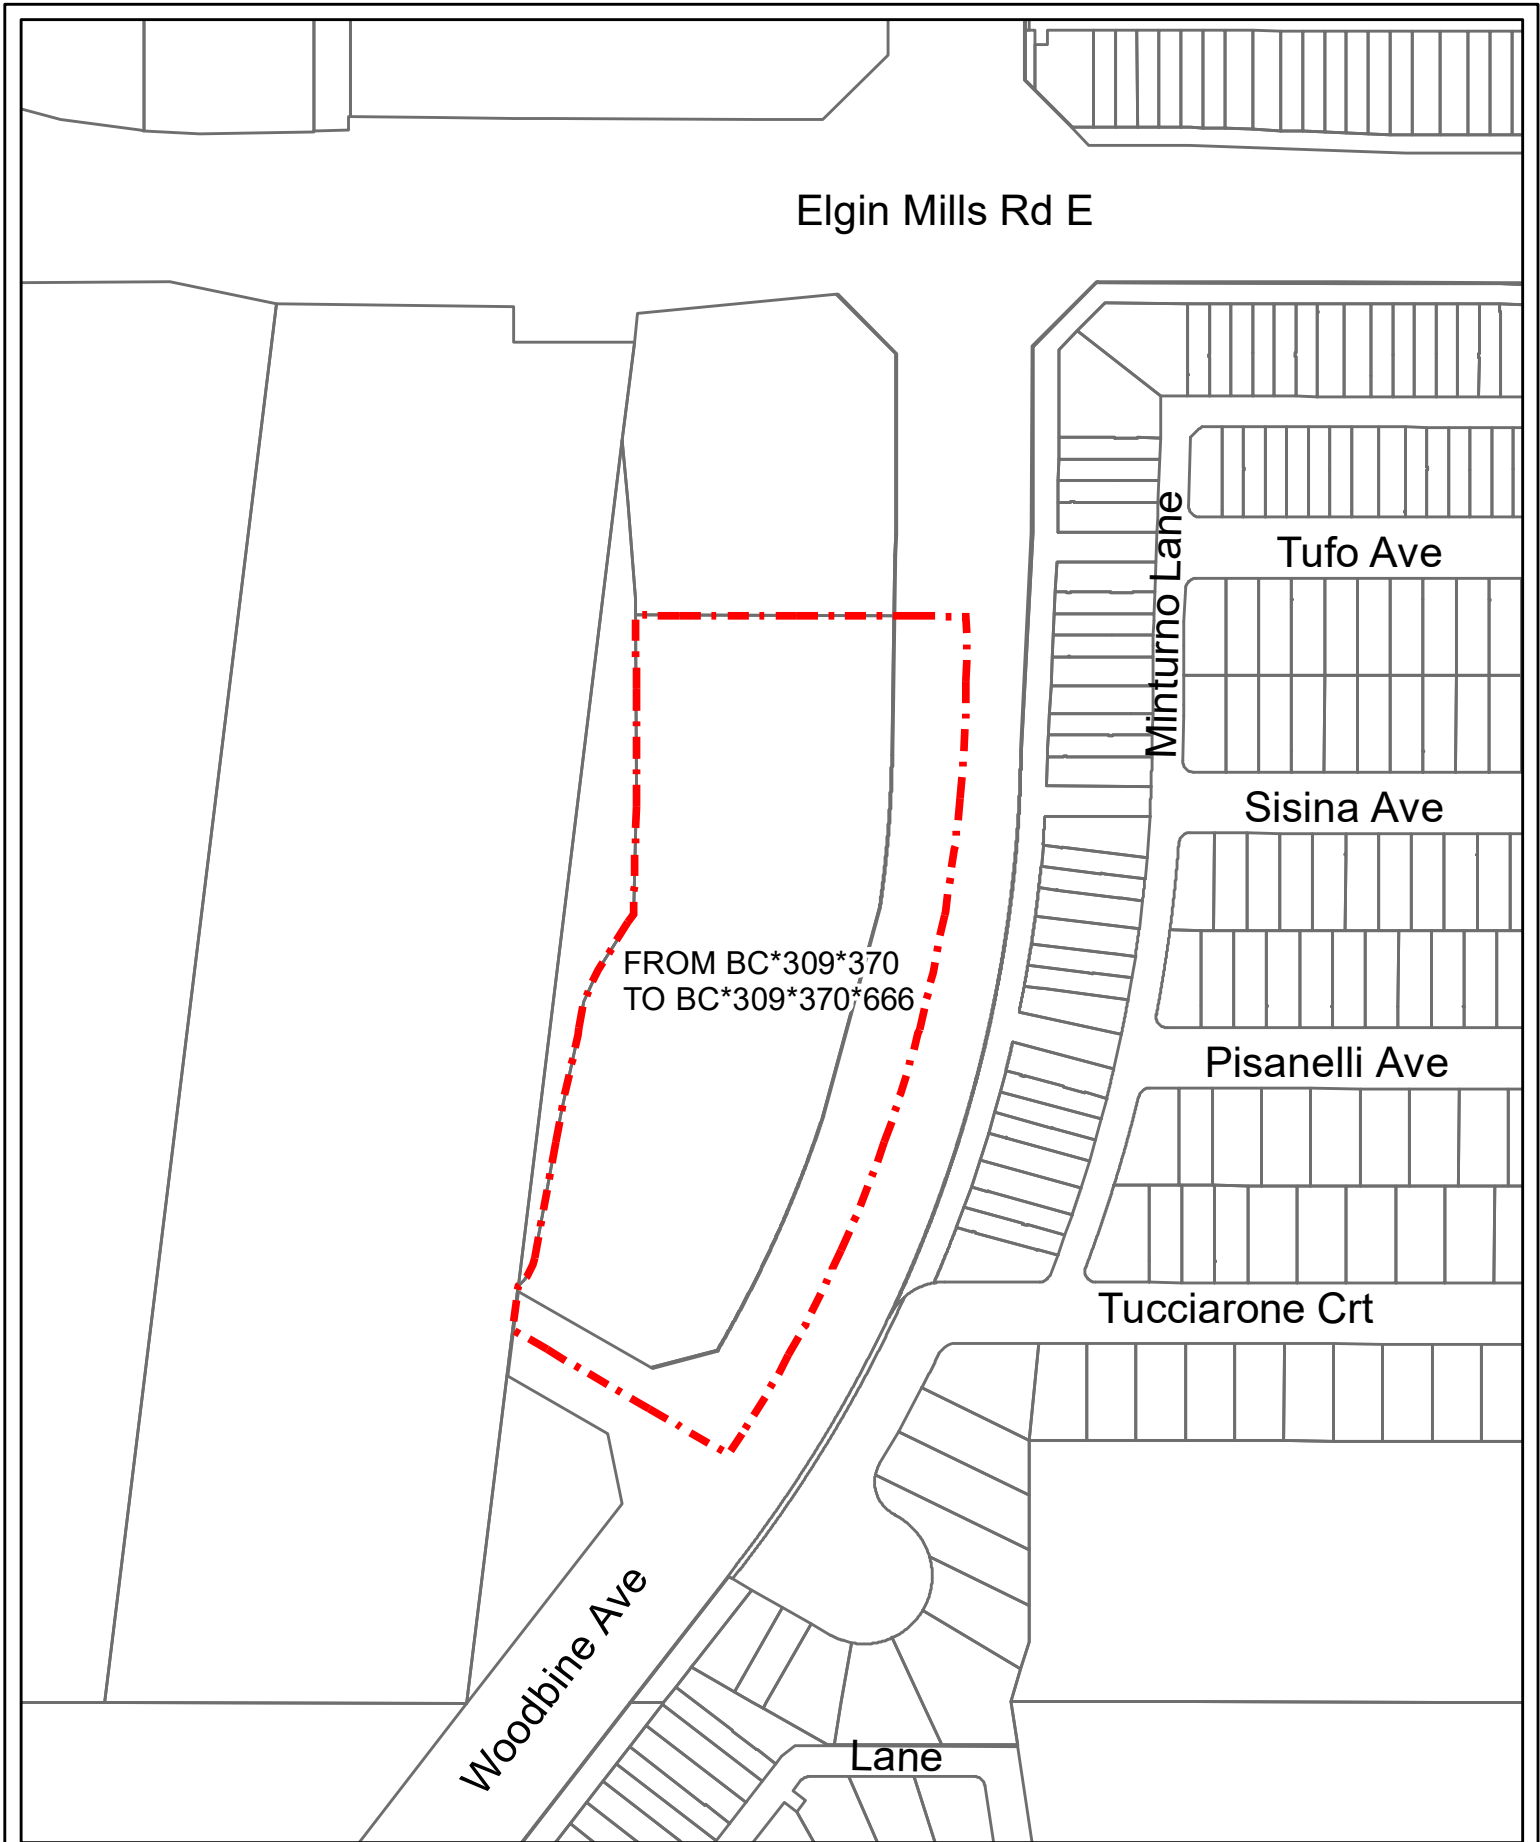 Elgin Mills Rd E
Minturno Lane
Tufo Ave
Sisina Ave
FROM BC*309*370
TO BC*309*370*666
Pisanelli Ave
Tucciarone Crt
Woodbine Ave
Lane